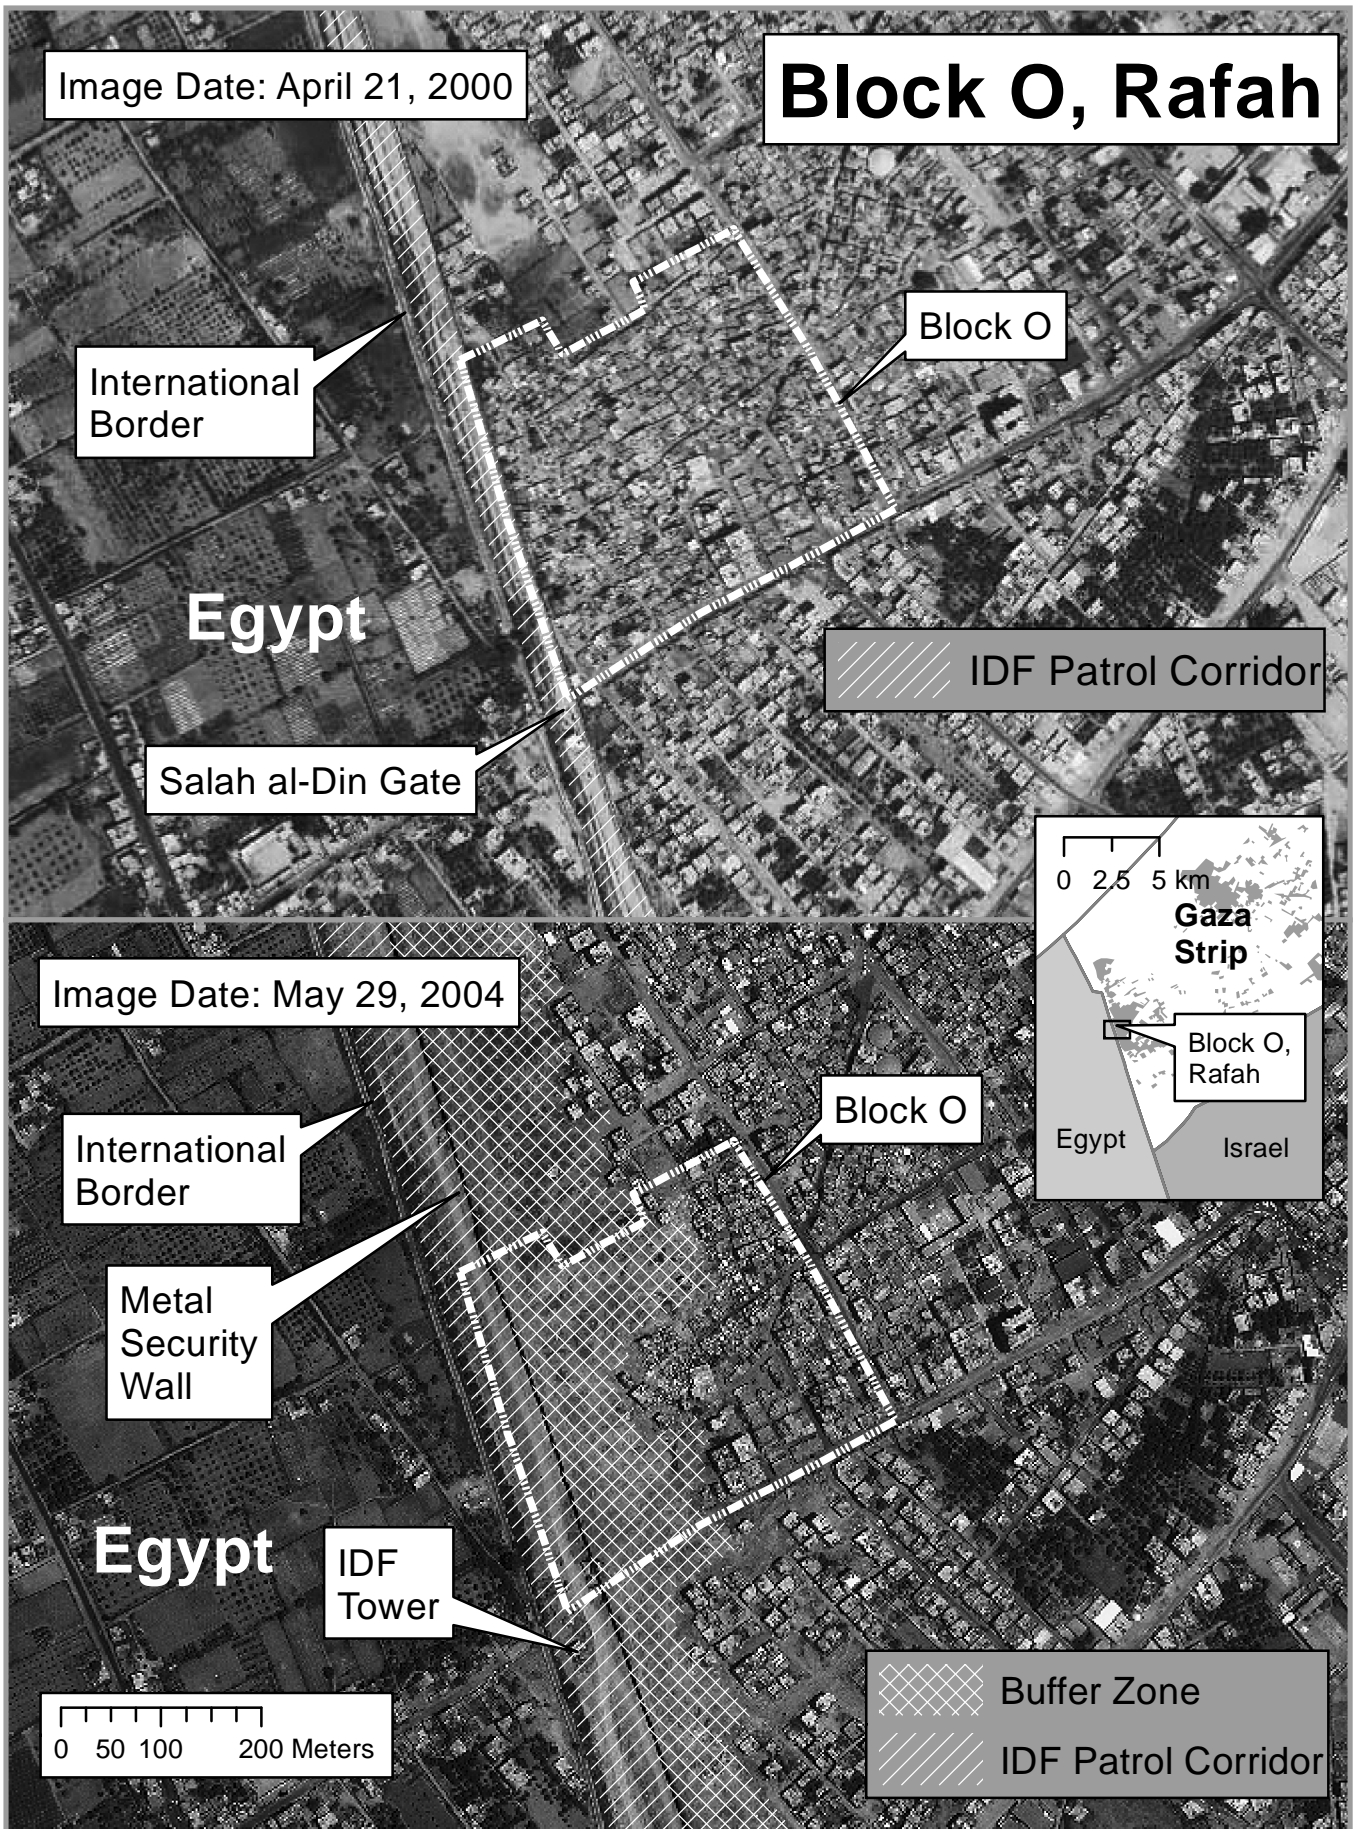 Image Date: April 21, 2000
Block O, Rafah
Block O
International
Border
Egypt
IDF Patrol Corridor
Salah al-Din Gate
0 2.5 5 km
Gaza
Strip
Block O,
Rafah
Egypt
Israel
Image Date: May 29, 2004
Block O
International
Border
Metal
Security
Wall
Egypt
IDF
Tower
Buffer Zone
IDF Patrol Corridor
0 50 100 200 Meters